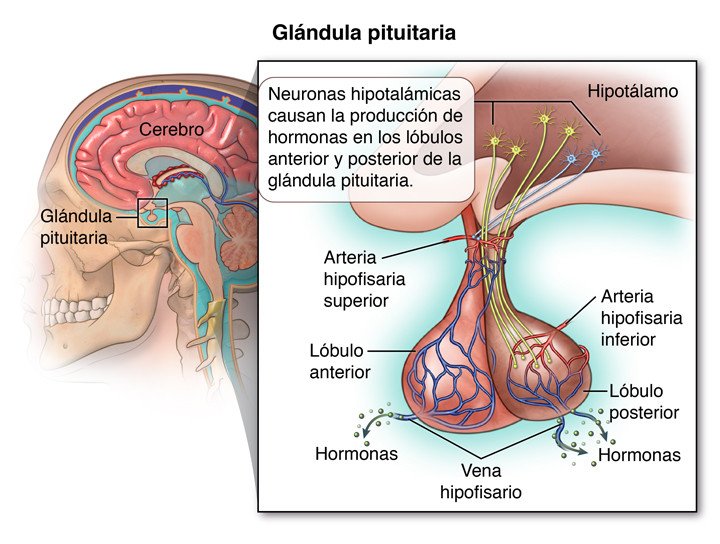 Glándula pituitaria
Neuronas hipotalámicas
causan la producción de
hormonas en los lóbulos
anterior y posterior de la
glándula pituitaria.
Hipotálamo
Cerebro
Glándula
pituitaria
Arteria
hipofisaria
superior
Arteria
hipofisaria
inferior
Lóbulo
anterior
Lóbulo
posterior
Hormonas
Vena
hipofisario
Hormonas